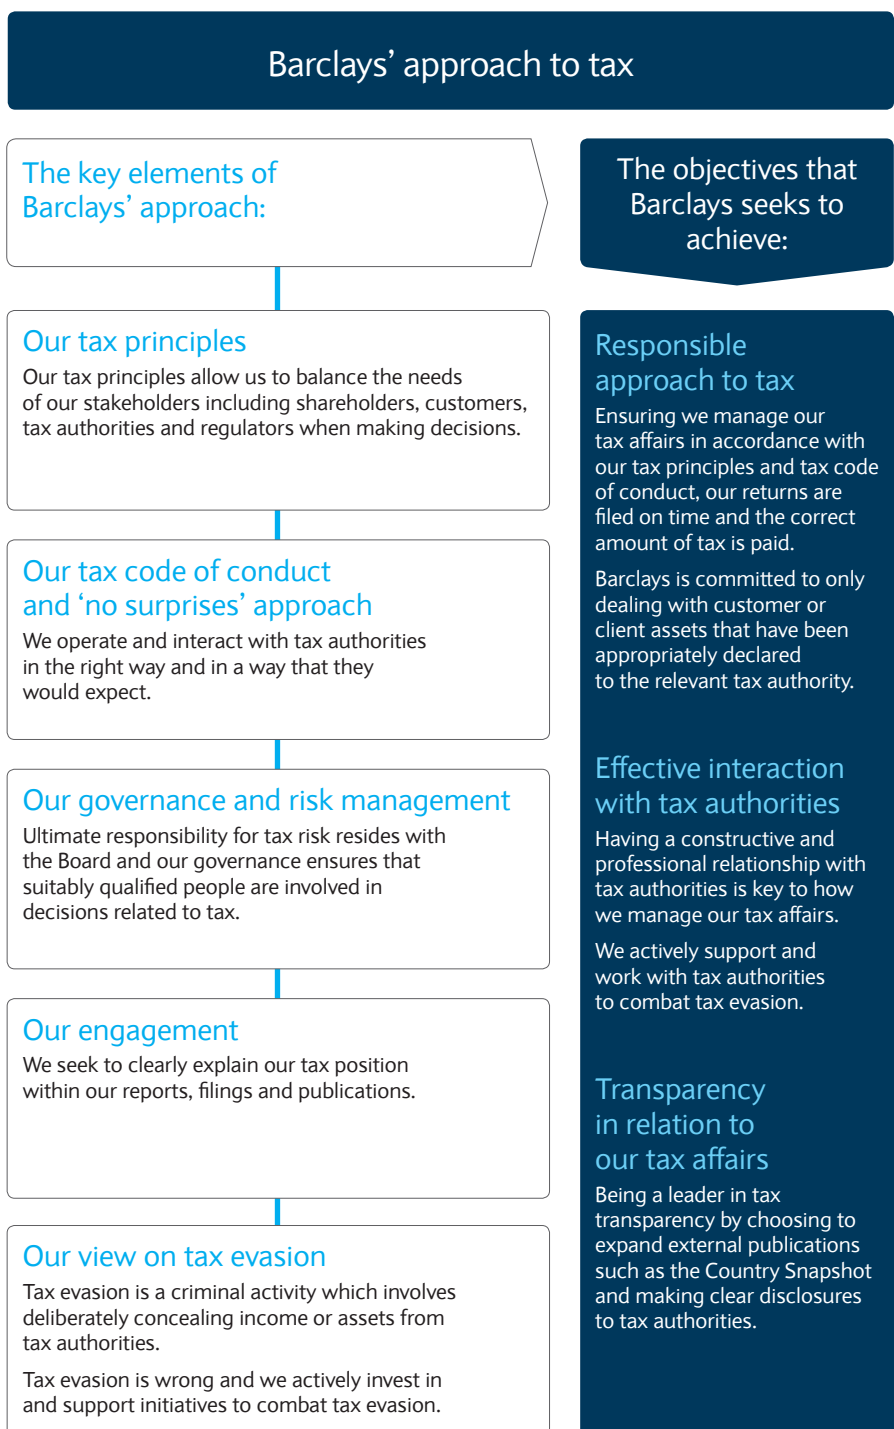 Barclays’ approach to tax
The key elements of
Barclays’ approach:
Our tax principles
Our tax principles allow us to balance the needs
of our stakeholders including shareholders, customers,
tax authorities and regulators when making decisions.
Our tax code of conduct
and ‘no surprises’ approach
We operate and interact with tax authorities
in the right way and in a way that they
would expect.
Our governance and risk management
Ultimate responsibility for tax risk resides with
the Board and our governance ensures that
suitably qualified people are involved in
decisions related to tax.
Our engagement
We seek to clearly explain our tax position
within our reports, filings and publications.
Our view on tax evasion
Tax evasion is a criminal activity which involves
deliberately concealing income or assets from
tax authorities.
Tax evasion is wrong and we actively invest in
and support initiatives to combat tax evasion.
The objectives that
Barclays seeks to
achieve:
Responsible
approach to tax
Ensuring we manage our
tax affairs in accordance with
our tax principles and tax code
of conduct, our returns are
filed on time and the correct
amount of tax is paid.
Barclays is committed to only
dealing with customer or
client assets that have been
appropriately declared
to the relevant tax authority.
Effective interaction
with tax authorities
Having a constructive and
professional relationship with
tax authorities is key to how
we manage our tax affairs.
We actively support and
work with tax authorities
to combat tax evasion.
Transparency
in relation to
our tax affairs
Being a leader in tax
transparency by choosing to
expand external publications
such as the Country Snapshot
and making clear disclosures
to tax authorities.